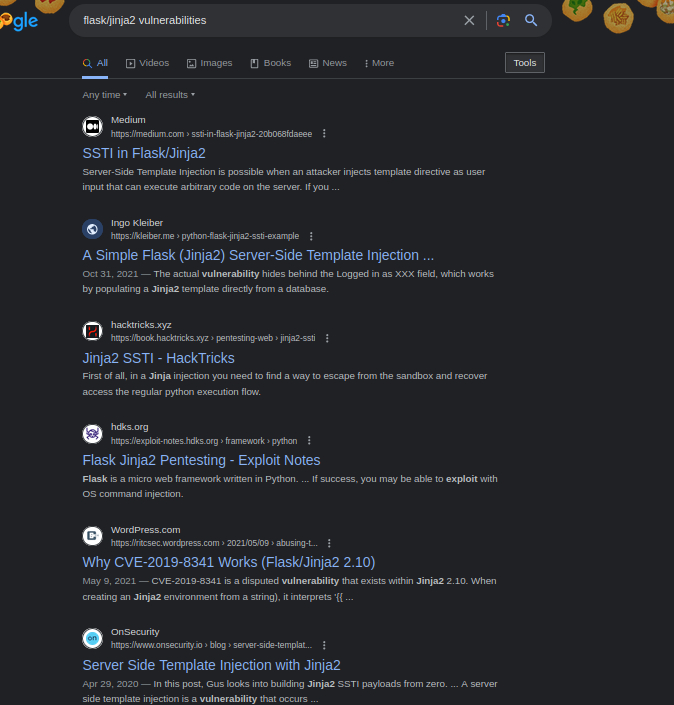 ogle
flask/jinja2 vulnerabilities
All Videos Images Books News More Tools
Any time All results
Medium
https://medium.com › ssti-in-flask-jinja2-20b068fdaeee
SSTI in Flask/Jinja2
Server-Side Template Injection is possible when an attacker injects template directive as user
input that can execute arbitrary code on the server. If you ...
Ingo Kleiber
https://kleiber.me › python-flask-jinja2-ssti-example
A Simple Flask (Jinja2) Server-Side Template Injection ...
Oct 31, 2021 — The actual vulnerability hides behind the Logged in as XXX field, which works
by populating a Jinja2 template directly from a database.
hacktricks.xyz
https://book.hacktricks.xyz › pentesting-web › jinja2-ssti
Jinja2 SSTI - HackTricks
First of all, in a Jinja injection you need to find a way to escape from the sandbox and recover
access the regular python execution flow.
hdks.org
https://exploit-notes.hdks.org › framework › python
Flask Jinja2 Pentesting - Exploit Notes
Flask is a micro web framework written in Python. ... If success, you may be able to exploit with
OS command injection.
WordPress.com
https://ritcsec.wordpress.com › 2021/05/09 › abusing-t...
Why CVE-2019-8341 Works (Flask/Jinja2 2.10)
May 9, 2021 — CVE-2019-8341 is a disputed vulnerability that exists within Jinja2 2.10. When
creating an Jinja2 environment from a string), it interprets '{{ ...
on
OnSecurity
https://www.onsecurity.io › blog › server-side-templat...
Server Side Template Injection with Jinja2
Apr 29, 2020 — In this post, Gus looks into building Jinja2 SSTI payloads from zero. ... A server
side template injection is a vulnerability that occurs ...